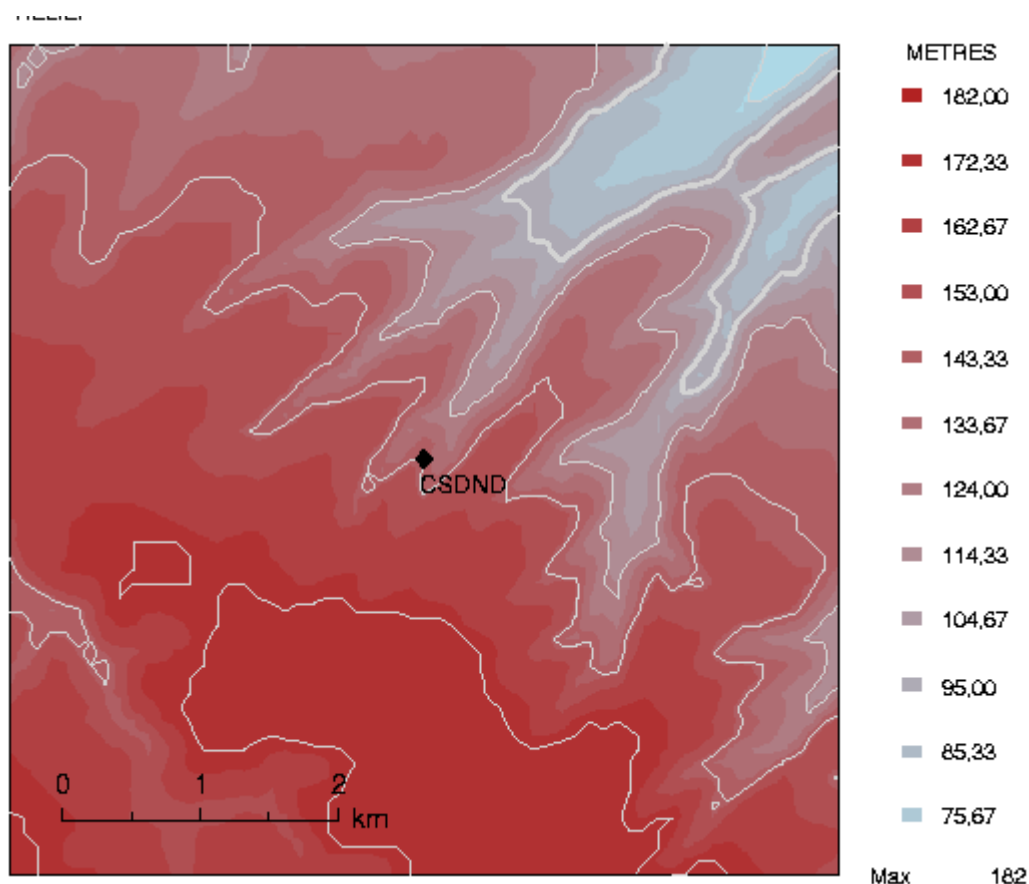 METRES
182,00
172,33
162,67
153,00
143,33
133,67
124,00
114,33
104,67
95,00
85,33
75,67
CSDND
0 1 2
km
Max 182